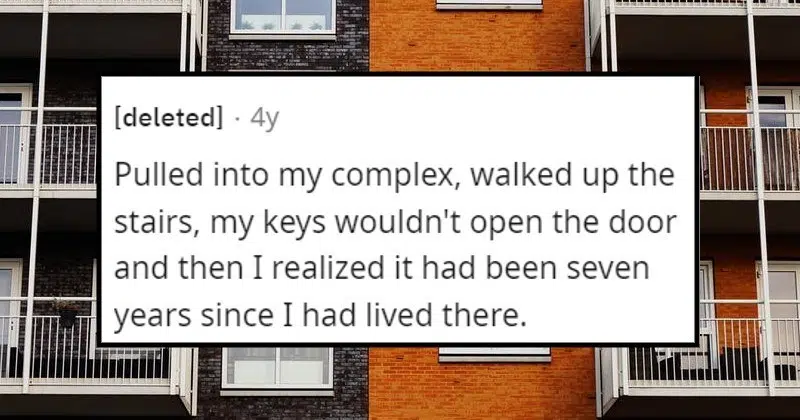 [deleted] · 4y
Pulled into my complex, walked up the
stairs, my keys wouldn't open the door
and then I realized it had been seven
years since I had lived there.